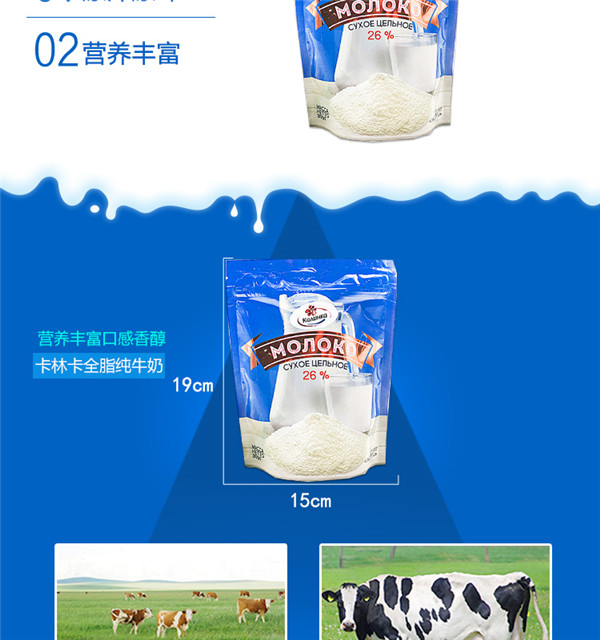 02营养丰富
МОЛОКО
СУХОЕ ЦЕЛЬНОЕ
26 %
营养丰富口感香醇
卡林卡全脂纯牛奶
19cm
Калинка
МОЛОКО
СУХОЕ ЦЕЛЬНОЕ
26 %
15cm